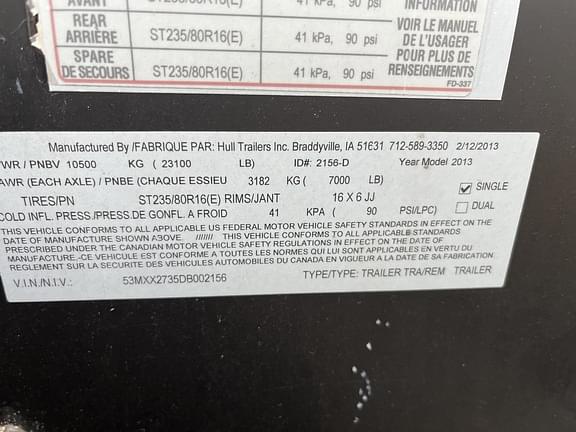 AVANT ST235/80R16(E) 41 kPa, 90 psi INFORMATION
REAR
ARRIÈRE ST235/80R16(E) 41 kPa, 90 psi
SPARE
DE SECOURS ST235/80R16(E) 41 kPa, 90 psi
VOIR LE MANUEL
DE L'USAGER
POUR PLUS DE
RENSEIGNEMENTS
FD-337
Manufactured By /FABRIQUE PAR: Hull Trailers Inc. Braddyville, IA 51631 712-589-3350 2/12/2013
VWR / PNBV 10500 KG ( 23100 LB) ID#: 2156-D Year Model 2013
AWR (EACH AXLE) / PNBE (CHAQUE ESSIEU 3182 KG ( 7000 LB)
TIRES/PN ST235/80R16(E) RIMS/JANT 16 X 6 JJ
COLD INFL. PRESS./PRESS.DE GONFL. A FROID 41 KPA ( 90 PSI/LPC)
SINGLE
DUAL
THIS VEHICLE CONFORMS TO ALL APPLICABLE US FEDERAL MOTOR VEHICLE SAFETY STANDARDS IN EFFECT ON THE
DATE OF MANUFACTURE SHOWN A3OVE. ////// THIS VEHICLE CONFORMS TO ALL APPLICABLE STANDARDS
PRESCRIBED UNDER THE CANADIAN MOTOR VEHICLE SAFETY REGULATIONS IN EFFECT ON THE DATE OF
MANUFACTURE.-CE VEHICULE EST CONFORME A TOUTES LES NORMES QUI LUI SONT APPLICABLES EN VERTU DU
REGLEMENT SUR LA SECURITE DES VEHICULES AUTOMOBILES DU CANADA EN VIGUEUR A LA DATE DE SA FABRICATION
V.I.N./N.I.V.: 53MXX2735DB002156 TYPE/TYPE: TRAILER TRA/REM TRAILER